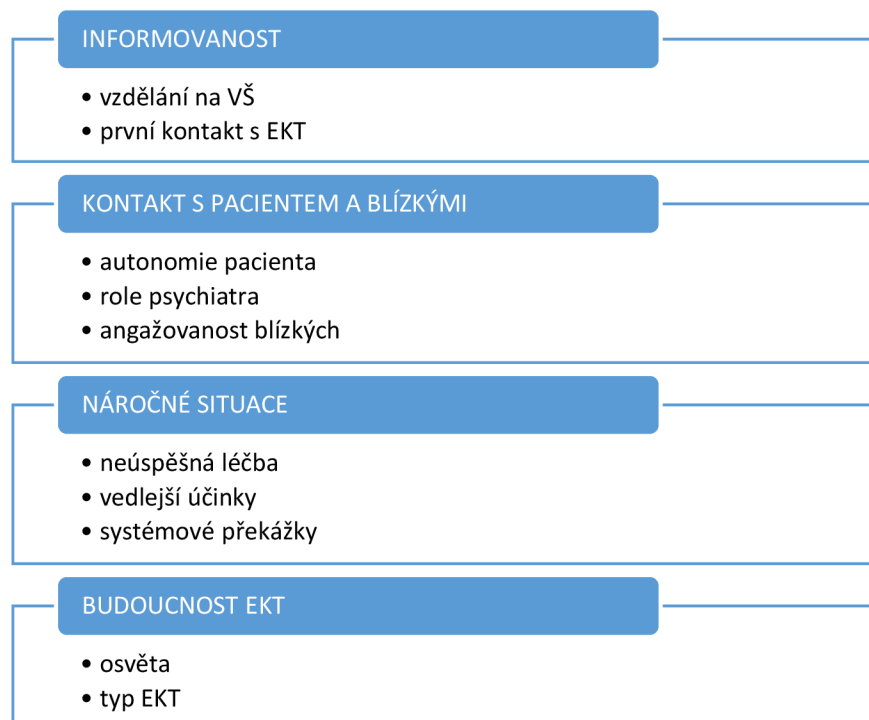 INFORMOVANOST
• vzdělání na VŠ
• první kontakt s EKT
KONTAKT S PACIENTEM A BLÍZKÝMI
• autonomie pacienta
• role psychiatra
• angažovanost blízkých
NÁROČNÉ SITUACE
• neúspěšná léčba
• vedlejší účinky
• systémové překážky
BUDOUCNOST EKT
• osvěta
• typ EKT